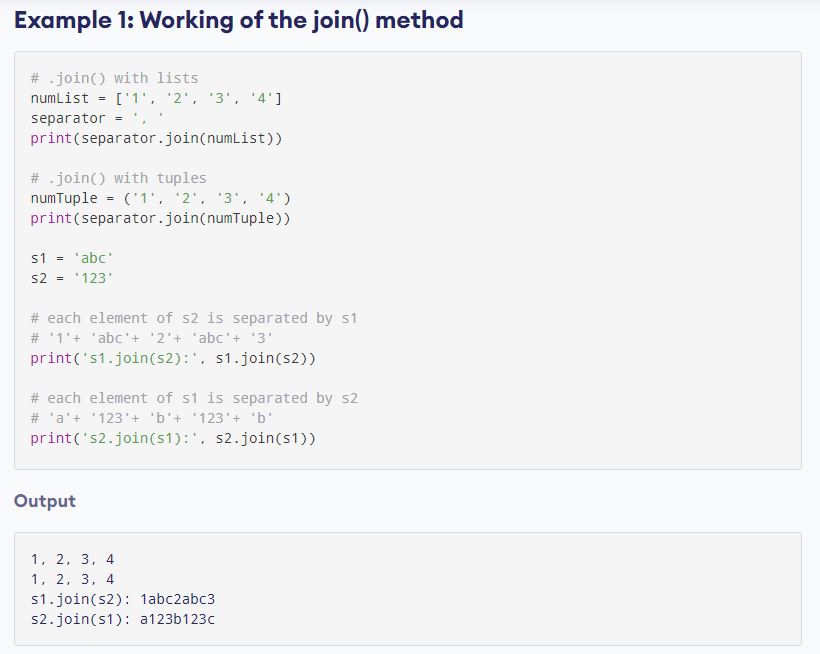 Example 1: Working of the join() method
# .join() with lists
numList = ['1', '2', '3', '4']
separator = ', '
print(separator.join(numList))
# .join() with tuples
numTuple = ('1', '2', '3', '4')
print(separator.join(numTuple))
s1 = 'abc'
s2 = '123'
# each element of s2 is separated by s1
# '1'+ 'abc'+ '2'+ 'abc'+ '3'
print('s1.join(s2):', s1.join(s2))
# each element of s1 is separated by s2
# 'a'+ '123'+ 'b'+ '123'+ 'b'
print('s2.join(s1):', s2.join(s1))
Output
1, 2, 3, 4
1, 2, 3, 4
s1.join(s2): 1abc2abc3
s2.join(s1): a123b123c